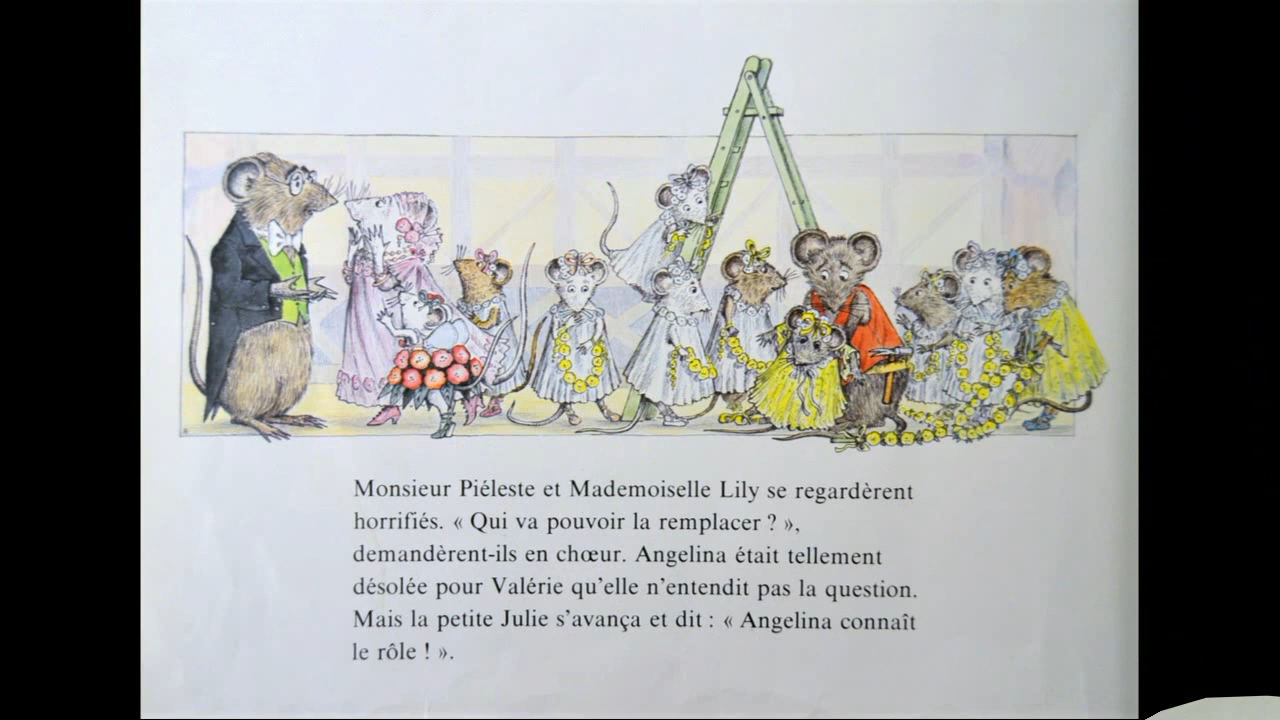 Monsieur Piéleste et Mademoiselle Lily se regardèrent
horrifiés. « Qui va pouvoir la remplacer ? »,
demandèrent-ils en chœur. Angelina était tellement
désolée pour Valérie qu'elle n'entendit pas la question.
Mais la petite Julie s'avança et dit : « Angelina connaît
le rôle ! ».